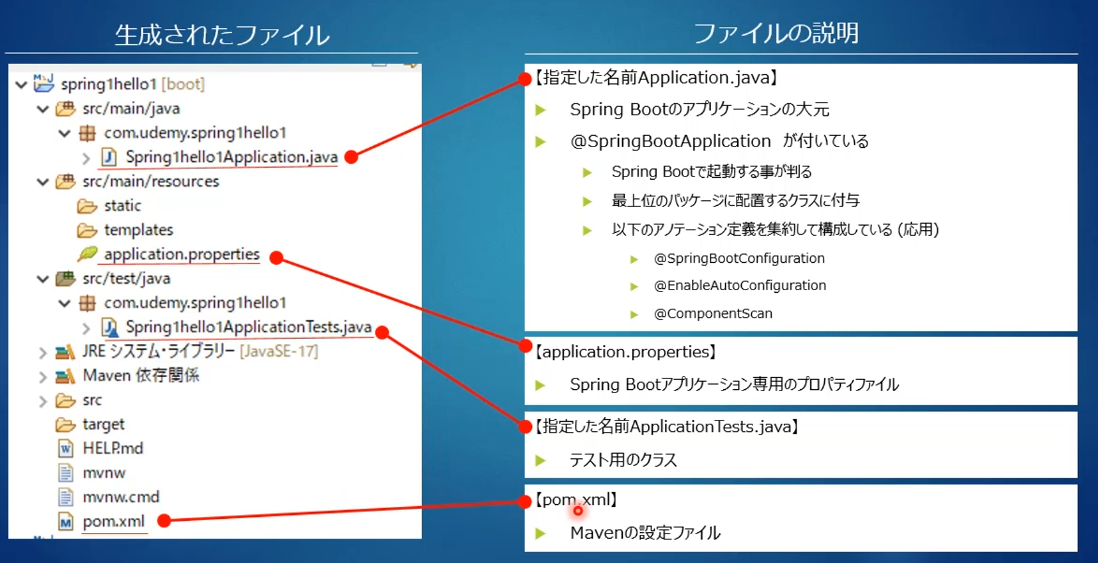 生成されたファイル
spring1hello1 [boot]
src/main/java
com.udemy.spring1hello1
Spring1hello1Application.java
src/main/resources
static
templates
application.properties
src/test/java
com.udemy.spring1hello1
Spring1hello1ApplicationTests.java
JRE システム・ライブラリー [JavaSE-17]
Maven 依存関係
src
target
HELP.md
mvnw
mvnw.cmd
pom.xml
ファイルの説明
【指定した名前Application.java】
Spring Bootのアプリケーションの大元
@SpringBootApplication が付いている
Spring Bootで起動する事が判る
最上位のパッケージに配置するクラスに付与
以下のアノテーション定義を集約して構成している (応用)
@SpringBootConfiguration
@EnableAutoConfiguration
@ComponentScan
【application.properties】
Spring Bootアプリケーション専用のプロパティファイル
【指定した名前ApplicationTests.java】
テスト用のクラス
【pom.xml】
Mavenの設定ファイル